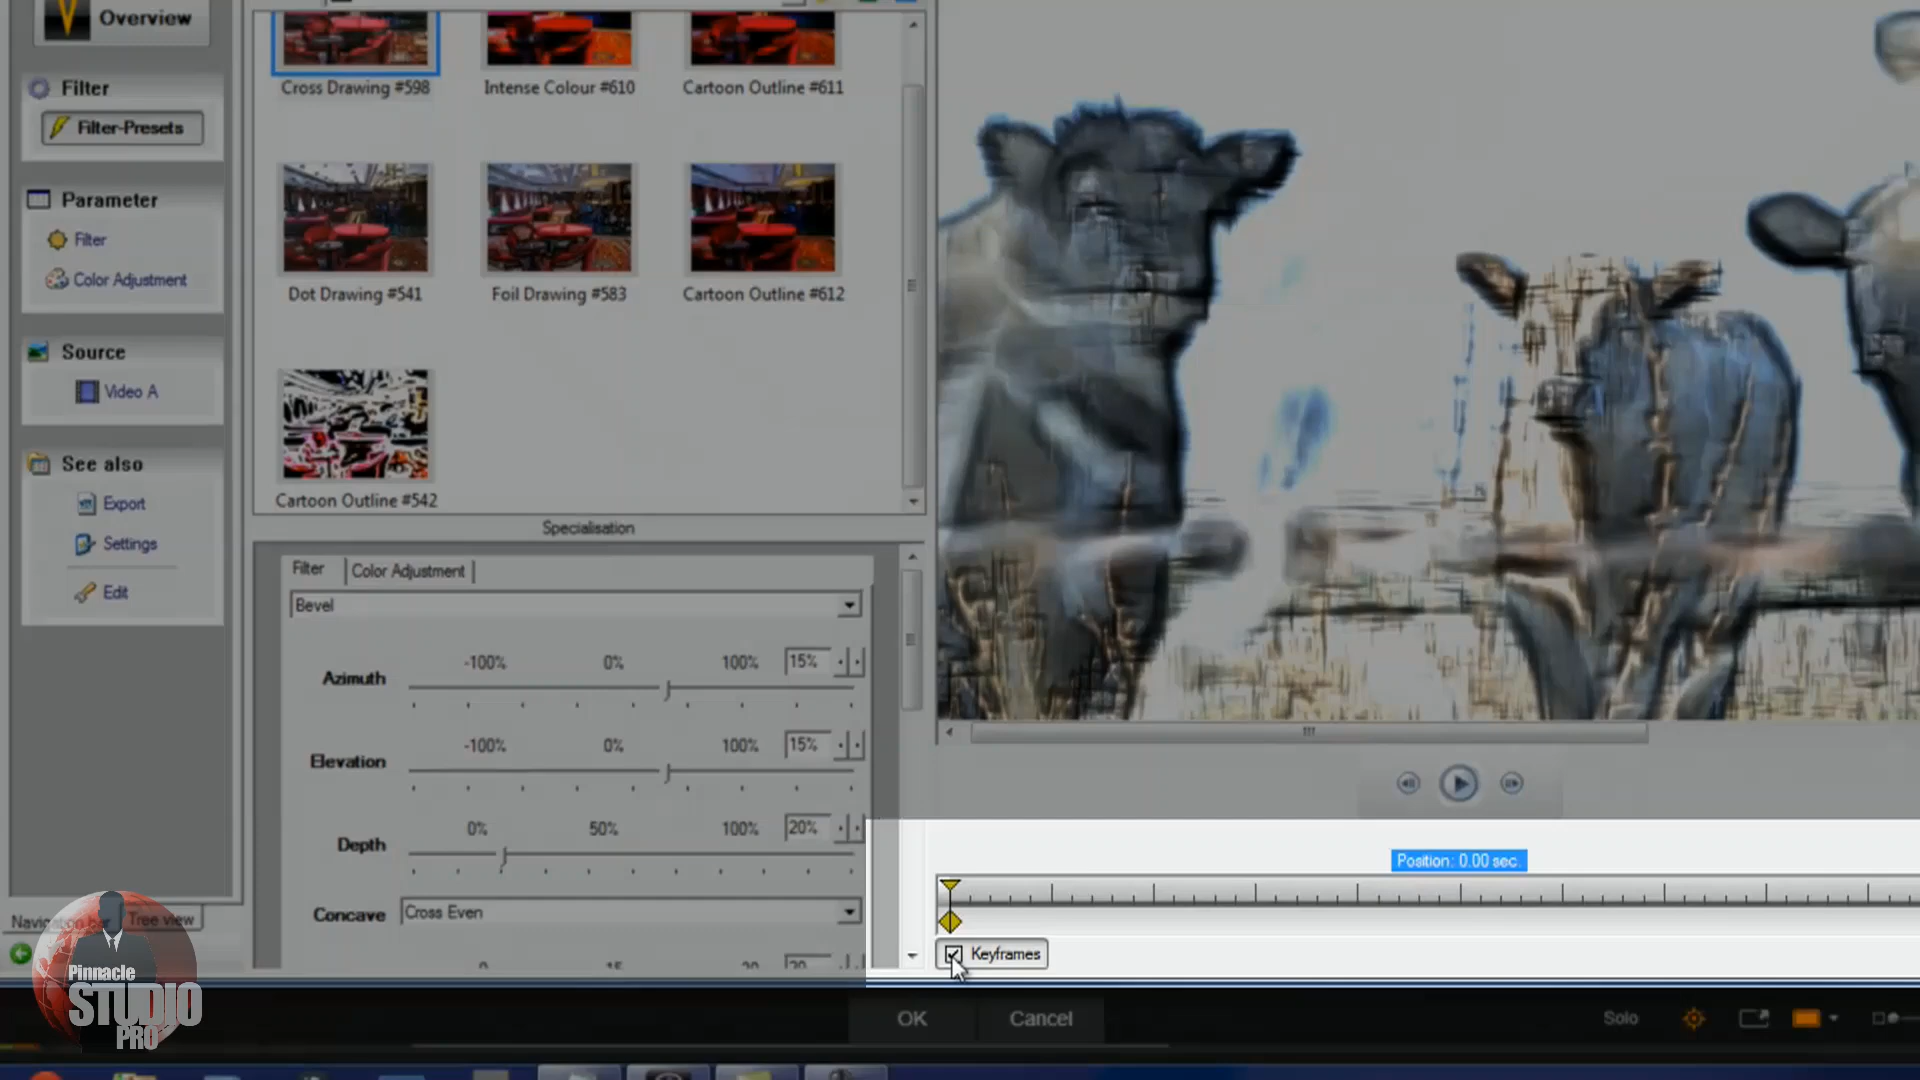 Overview
Filter
Filter-Presets
Parameter
Filter
Color Adjustment
Source
Video A
See also
Export
Settings
Edit
Navigation bar
Tree view
Cross Drawing #598
Intense Colour #610
Cartoon Outline #611
Dot Drawing #541
Foil Drawing #583
Cartoon Outline #612
Cartoon Outline #542
Specialisation
Filter
Color Adjustment
Bevel
Azimuth
-100% 0% 100% 15%
Elevation
-100% 0% 100% 15%
Depth
0% 50% 100% 20%
Concave
Cross Even
Position: 0.00 sec.
Keyframes
OK
Cancel
Solo
Pinnacle
STUDIO
PRO